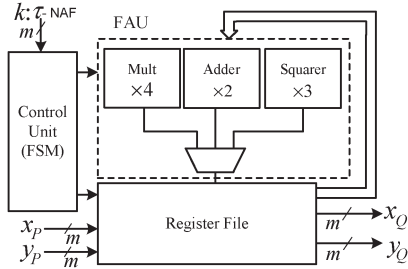 k: τ- NAF
m
FAU
Mult
×4
Adder
×2
Squarer
×3
Control
Unit
(FSM)
Register File
x_P
m
y_P
m
m
x_Q
m
y_Q